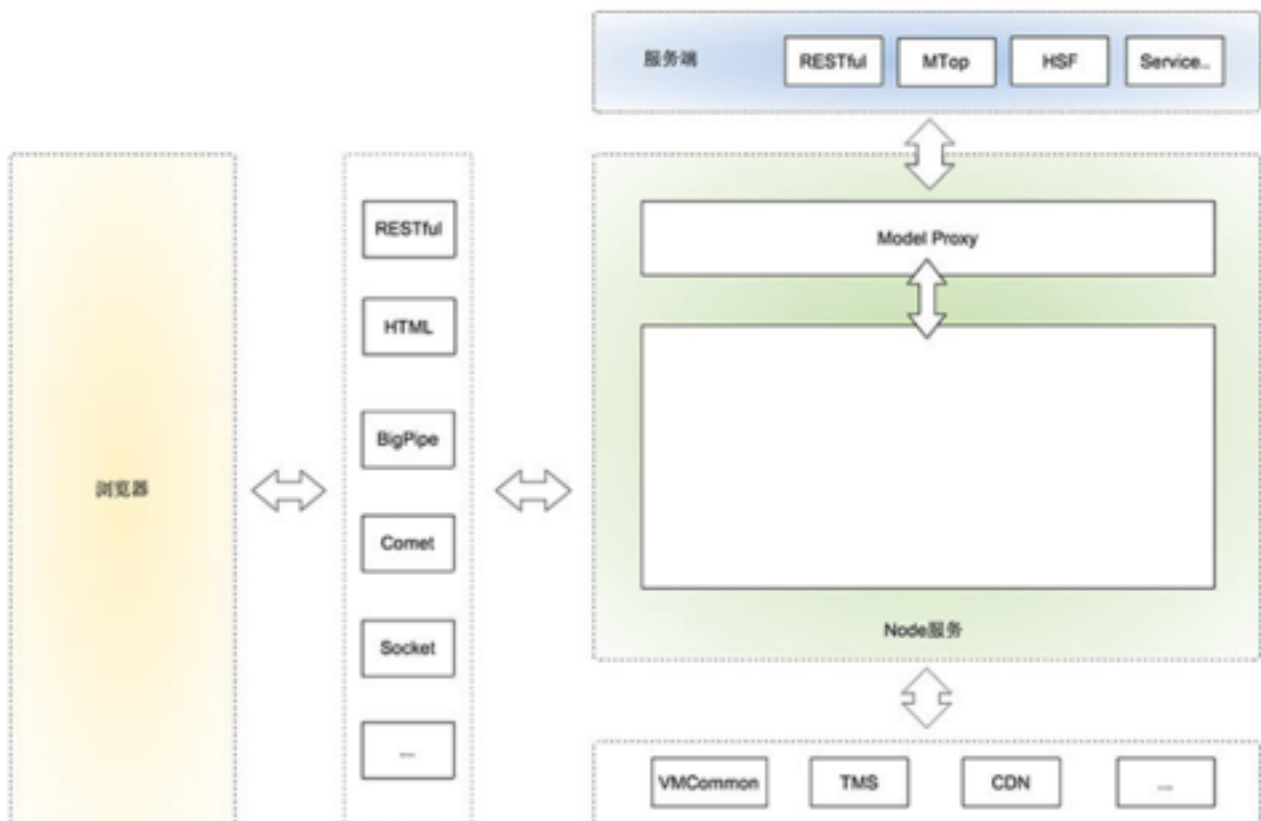 服务端
RESTful
MTop
HSF
Service..
Model Proxy
Node服务
浏览器
RESTful
HTML
BigPipe
Comet
Socket
....
VMCommon
TMS
CDN
....